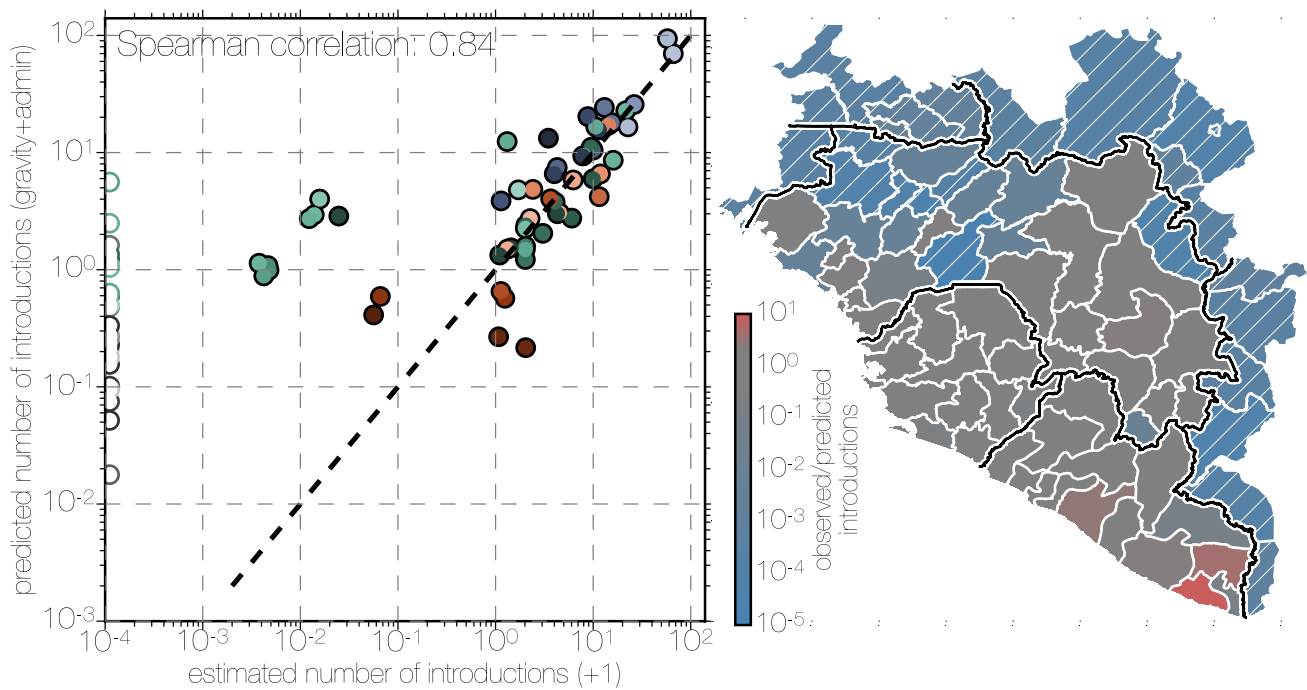 Spearman correlation: 0.84
predicted number of introductions (gravity+admin)
10^2
10^1
10^0
10^-1
10^-2
10^-3
10^-4 10^-3 10^-2 10^-1 10^0 10^1 10^2
estimated number of introductions (+1)
10^1
10^0
10^-1
10^-2
10^-3
10^-4
10^-5
observed/predicted
introductions